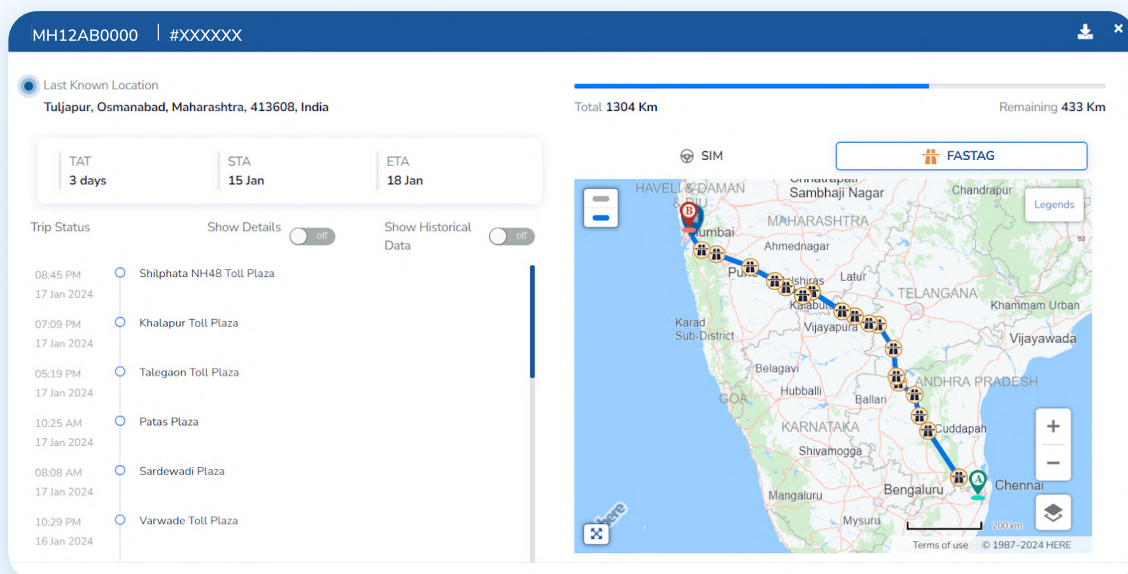 MH12AB0000 #XXXXXX
Last Known Location
Tuljapur, Osmanabad, Maharashtra, 413608, India
TAT
3 days
STA
15 Jan
ETA
18 Jan
Trip Status
Show Details
off
Show Historical
Data
off
08:45 PM
17 Jan 2024
Shilphata NH48 Toll Plaza
07:09 PM
17 Jan 2024
Khalapur Toll Plaza
05:19 PM
17 Jan 2024
Talegaon Toll Plaza
10:25 AM
17 Jan 2024
Patas Plaza
08:08 AM
17 Jan 2024
Sardewadi Plaza
10:29 PM
16 Jan 2024
Varwade Toll Plaza
Total 1304 Km
Remaining 433 Km
SIM
FASTAG
HAVELI & DAMAN
& DIU
Sambhaji Nagar
Chandrapur
Legends
B
MAHARASHTRA
Ahmednagar
Latur
TELANGANA
Khammam Urban
Karad
Sub-District
Vijayapura
Vijayawada
Belagavi
Hubballi
Ballari
GOA
ANDHRA PRADESH
KARNATAKA
Cuddapah
Shivamogga
A
Chennai
Bengaluru
Mangaluru
Mysuru
200 km
here
Terms of use © 1987–2024 HERE